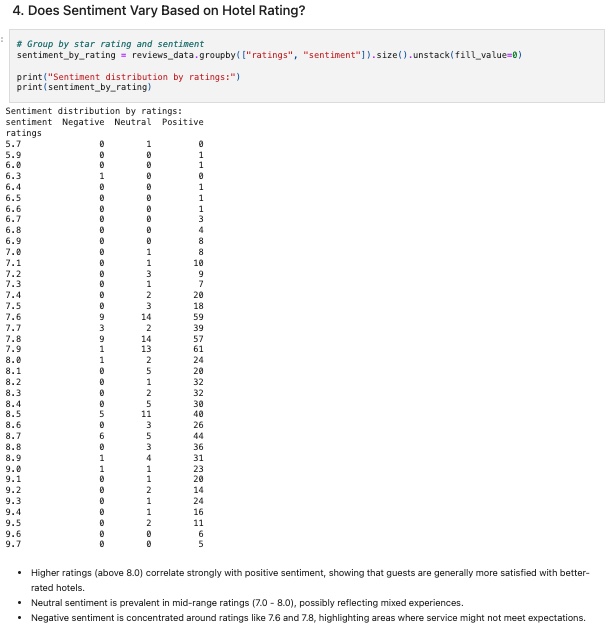 4. Does Sentiment Vary Based on Hotel Rating?
# Group by star rating and sentiment
sentiment_by_rating = reviews_data.groupby(["ratings", "sentiment"]).size().unstack(fill_value=0)
print("Sentiment distribution by ratings:")
print(sentiment_by_rating)
Sentiment distribution by ratings:
sentiment Negative Neutral Positive
ratings
5.7 0 1 0
5.9 0 0 1
6.0 0 0 1
6.3 1 0 0
6.4 0 0 1
6.5 0 0 1
6.6 0 0 1
6.7 0 0 3
6.8 0 0 4
6.9 0 0 8
7.0 0 1 8
7.1 0 1 10
7.2 0 3 9
7.3 0 1 7
7.4 0 2 20
7.5 0 3 18
7.6 9 14 59
7.7 3 2 39
7.8 9 14 57
7.9 1 13 61
8.0 1 2 24
8.1 0 5 20
8.2 0 1 32
8.3 0 2 32
8.4 0 5 30
8.5 5 11 40
8.6 0 3 26
8.7 6 5 44
8.8 0 3 36
8.9 1 4 31
9.0 1 1 23
9.1 0 1 20
9.2 0 2 14
9.3 0 1 24
9.4 0 1 16
9.5 0 2 11
9.6 0 0 6
9.7 0 0 5
• Higher ratings (above 8.0) correlate strongly with positive sentiment, showing that guests are generally more satisfied with better-
rated hotels.
• Neutral sentiment is prevalent in mid-range ratings (7.0 - 8.0), possibly reflecting mixed experiences.
• Negative sentiment is concentrated around ratings like 7.6 and 7.8, highlighting areas where service might not meet expectations.